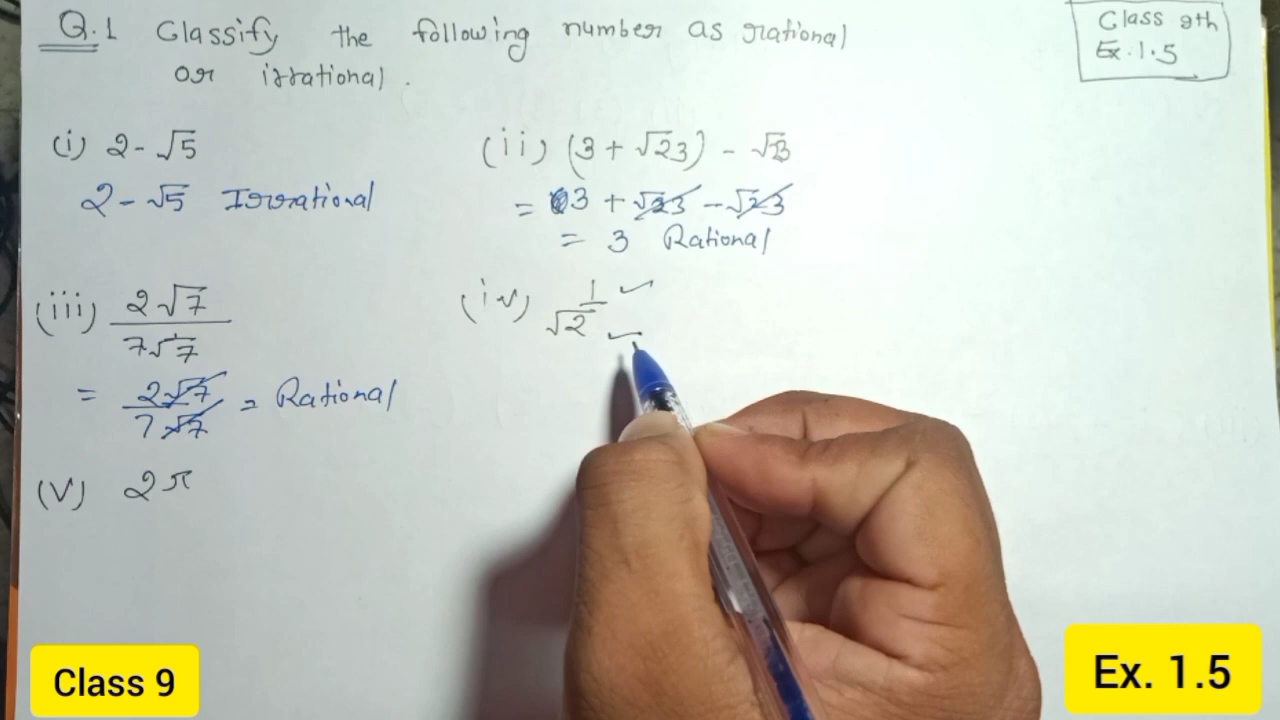 Q.1 Classify the following number as rational
or irrational.
Class 9th
Ex. 1.5
(i) 2 - √5
2 - √5 Irrational
(ii) (3 + √23) - √23
= 3 + √23 - √23
= 3 Rational
(iii) 2√7 / 7√7
= 2√7 / 7√7 = Rational
(iv) 1 / √2
(V) 2π
Class 9
Ex. 1.5